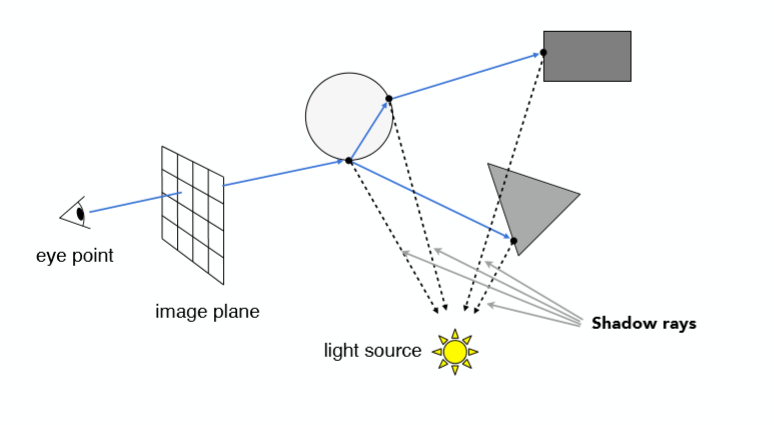 eye point
image plane
light source
Shadow rays